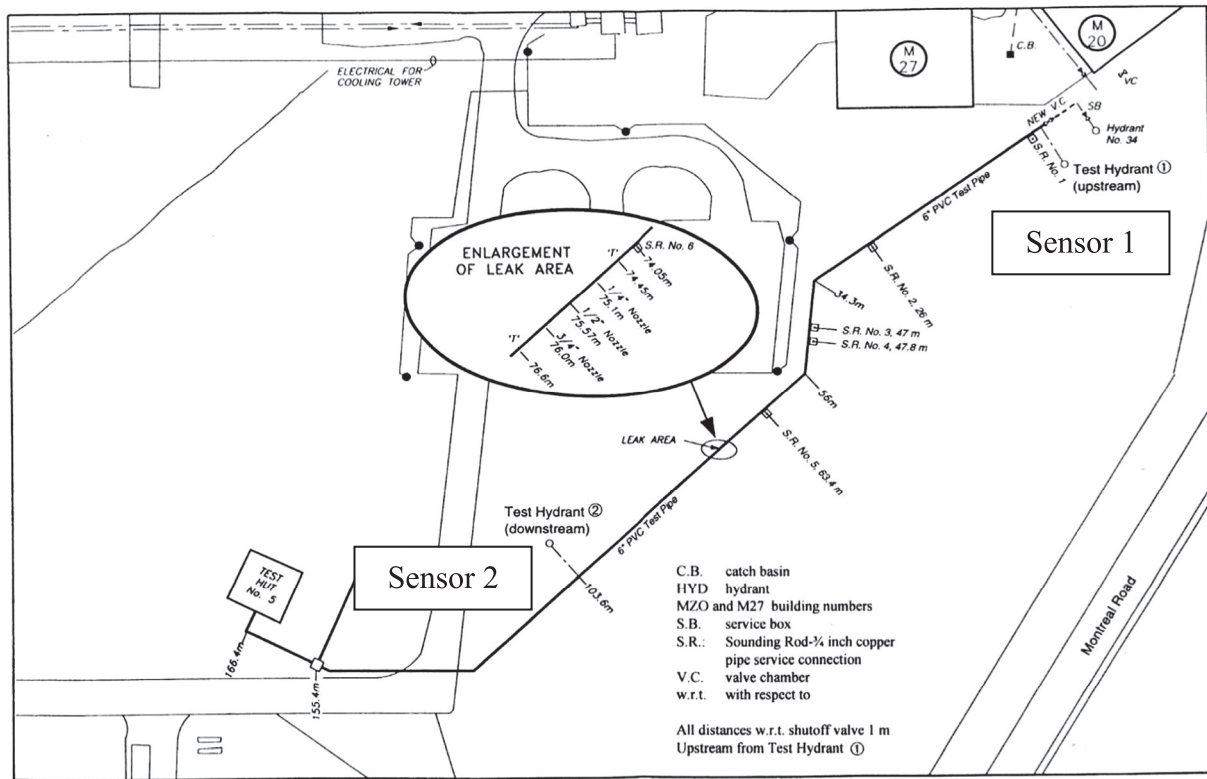 ELECTRICAL FOR
COOLING TOWER
M
27
C.B.
M
20
VC
NEW V.C
SB
Hydrant
No. 34
S.R. No. 1
Test Hydrant ①
(upstream)
6" PVC Test Pipe
Sensor 1
ENLARGEMENT
OF LEAK AREA
S.R. No. 6
'T'
74.05m
74.45m
1/4" Nozzle
75.1m
1/2" Nozzle
75.57m
3/4" Nozzle
76.0m
'T'
76.6m
S.R. No. 2, 26 m
34.3m
S.R. No. 3, 47 m
S.R. No. 4, 47.8 m
56m
S.R. No. 5, 63.4 m
LEAK AREA
6" PVC Test Pipe
Test Hydrant ②
(downstream)
103.6m
Sensor 2
TEST
HUT
No. 5
166.4m
155.4m
Montreal Road
C.B. catch basin
HYD hydrant
MZO and M27 building numbers
S.B. service box
S.R.: Sounding Rod-¾ inch copper
pipe service connection
V.C. valve chamber
w.r.t. with respect to
All distances w.r.t. shutoff valve 1 m
Upstream from Test Hydrant ①